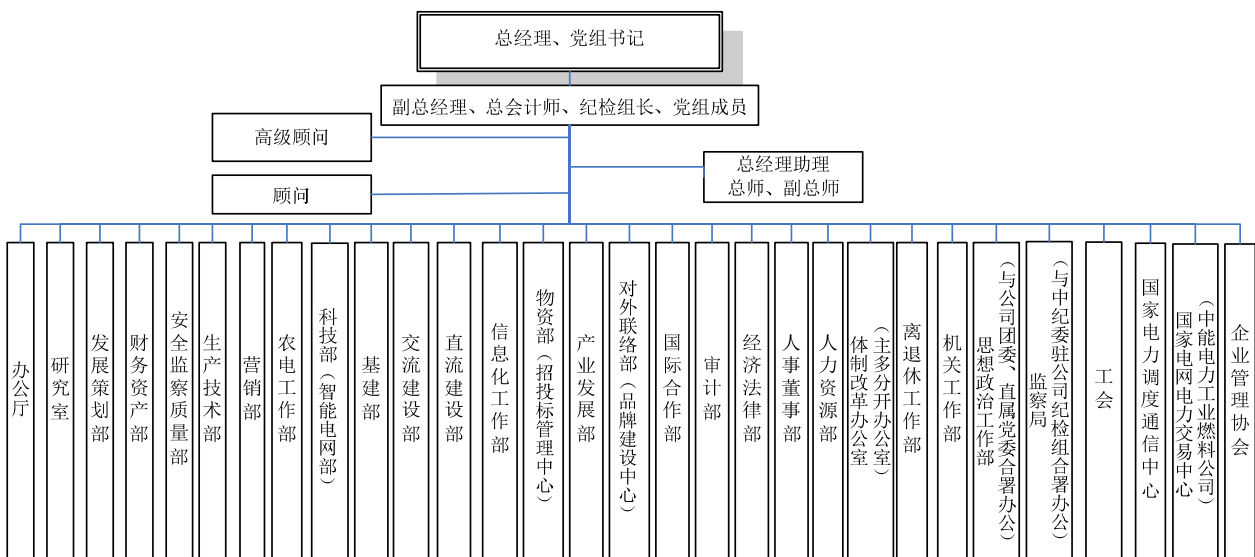 总经理、党组书记
副总经理、总会计师、纪检组长、党组成员
高级顾问
总经理助理
总师、副总师
顾问
办公厅
研究室
发展策划部
财务资产部
安全监察质量部
生产技术部
营销部
农电工作部
科技部（智能电网部）
基建部
交流建设部
直流建设部
信息化工作部
物资部（招投标管理中心）
产业发展部
对外联络部（品牌建设中心）
国际合作部
审计部
经济法律部
人事董事部
人力资源部
体制改革办公室
（主多分开办公室）
离退休工作部
机关工作部
思想政治工作部
（与公司团委、直属党委合署办公）
监察局
（与中纪委驻公司纪检组合署办公）
工会
国家电力调度通信中心
国家电网电力交易中心
（中能电力工业燃料公司）
企业管理协会